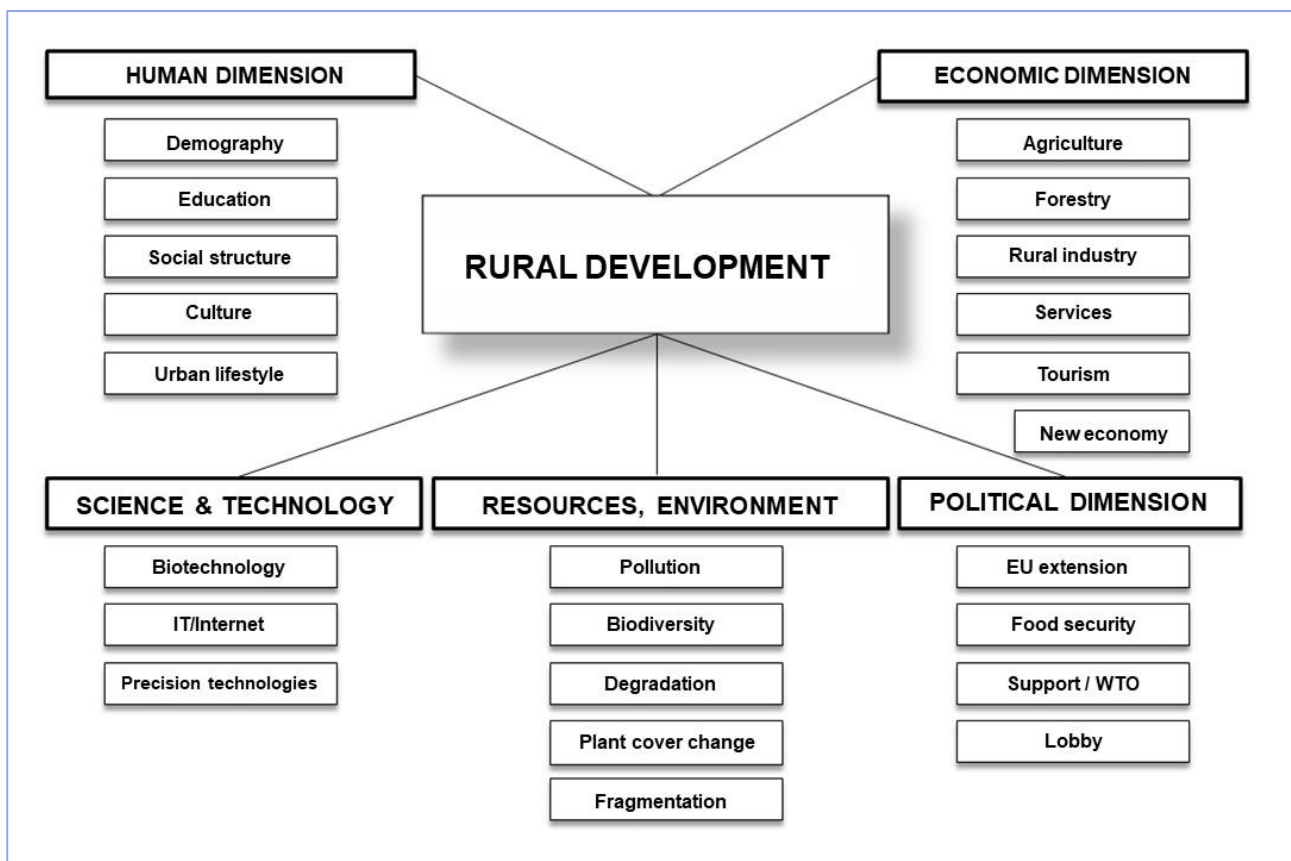 HUMAN DIMENSION
Demography
Education
Social structure
Culture
Urban lifestyle
ECONOMIC DIMENSION
Agriculture
Forestry
Rural industry
Services
Tourism
New economy
RURAL DEVELOPMENT
SCIENCE & TECHNOLOGY
Biotechnology
IT/Internet
Precision technologies
RESOURCES, ENVIRONMENT
Pollution
Biodiversity
Degradation
Plant cover change
Fragmentation
POLITICAL DIMENSION
EU extension
Food security
Support / WTO
Lobby